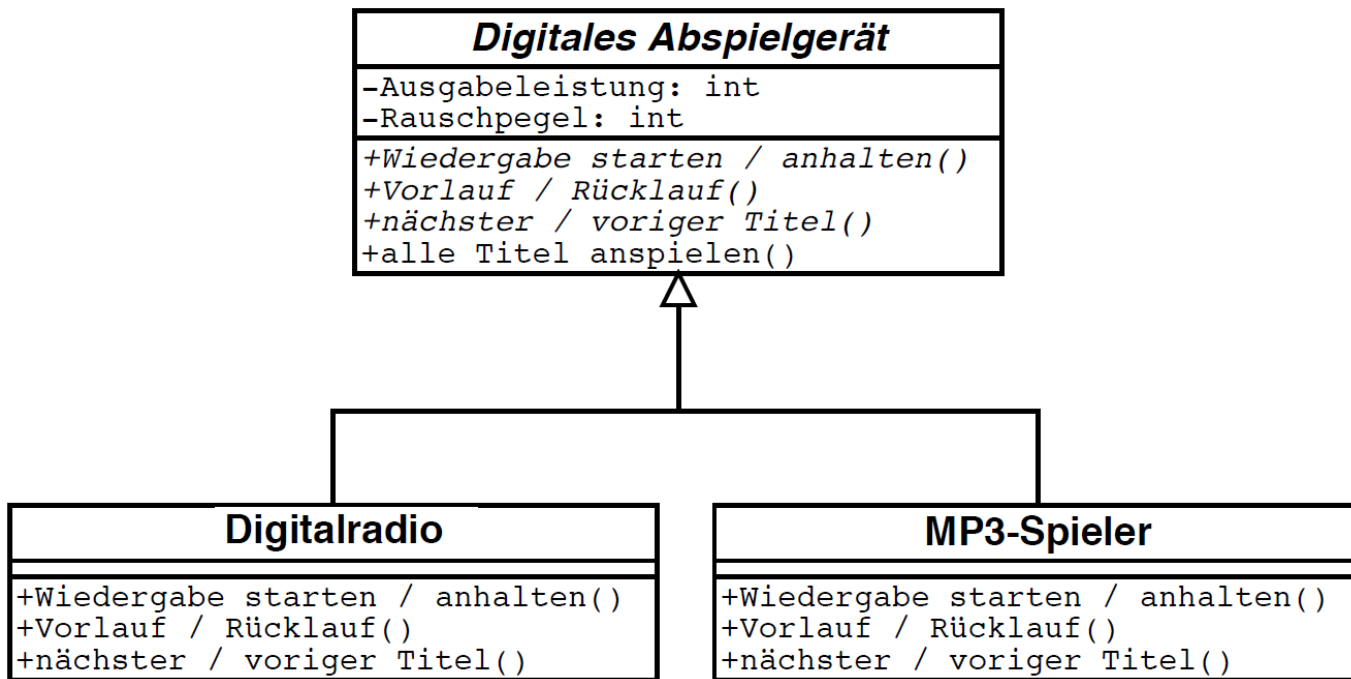 Digitales Abspielgerät
-Ausgabeleistung: int
-Rauschpegel: int
+Wiedergabe starten / anhalten()
+Vorlauf / Rücklauf()
+nächster / voriger Titel()
+alle Titel anspielen()
Digitalradio
+Wiedergabe starten / anhalten()
+Vorlauf / Rücklauf()
+nächster / voriger Titel()
MP3-Spieler
+Wiedergabe starten / anhalten()
+Vorlauf / Rücklauf()
+nächster / voriger Titel()